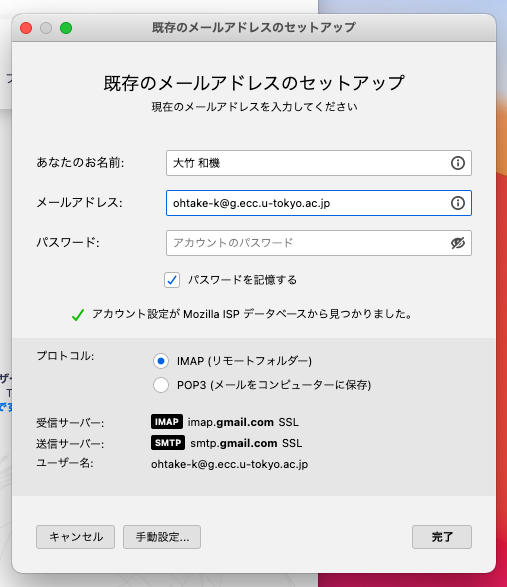 既存のメールアドレスのセットアップ
既存のメールアドレスのセットアップ
現在のメールアドレスを入力してください
あなたのお名前: 大竹 和機
メールアドレス: ohtake-k@g.ecc.u-tokyo.ac.jp
パスワード: アカウントのパスワード
パスワードを記憶する
アカウント設定が Mozilla ISP データベースから見つかりました。
プロトコル: IMAP (リモートフォルダー)
POP3 (メールをコンピューターに保存)
受信サーバー: IMAP imap.gmail.com SSL
送信サーバー: SMTP smtp.gmail.com SSL
ユーザー名: ohtake-k@g.ecc.u-tokyo.ac.jp
キャンセル 手動設定... 完了